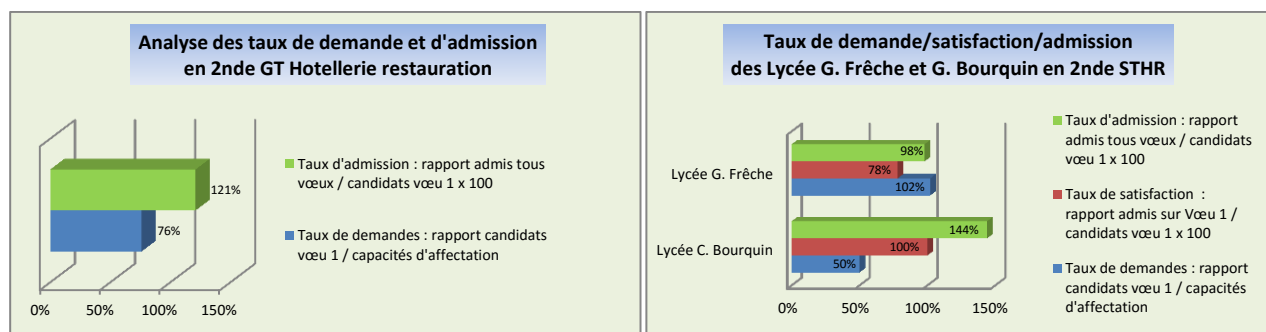 Analyse des taux de demande et d'admission
en 2nde GT Hotellerie restauration
121%
76%
0%
50%
100%
150%
Taux d'admission : rapport admis tous
vœux / candidats vœu 1 x 100
Taux de demandes : rapport candidats
vœu 1 / capacités d'affectation
Taux de demande/satisfaction/admission
des Lycée G. Frêche et G. Bourquin en 2nde STHR
Lycée G. Frêche
98%
78%
102%
Lycée C. Bourquin
144%
100%
50%
0%
50%
100%
150%
Taux d'admission : rapport
admis tous vœux / candidats
vœu 1 x 100
Taux de satisfaction :
rapport admis sur Vœu 1 /
candidats vœu 1 x 100
Taux de demandes : rapport
candidats vœu 1 / capacités
d'affectation